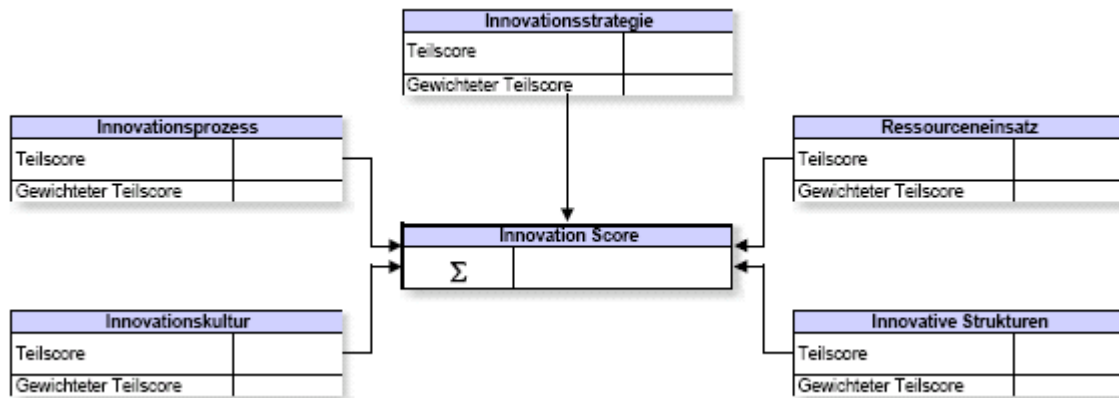 Innovationsstrategie
Teilscore
Gewichteter Teilscore
Innovationsprozess
Teilscore
Gewichteter Teilscore
Ressourceneinsatz
Teilscore
Gewichteter Teilscore
Innovation Score
Σ
Innovationskultur
Teilscore
Gewichteter Teilscore
Innovative Strukturen
Teilscore
Gewichteter Teilscore